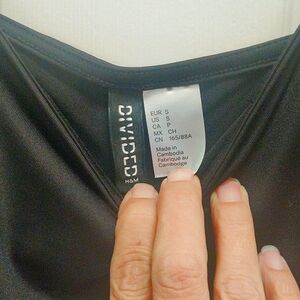 DIVIDED
H&M
EUR S
US S
CA P
MX CH
CN 165/88A
Made in
Cambodia
Fabriqué au
Cambodge